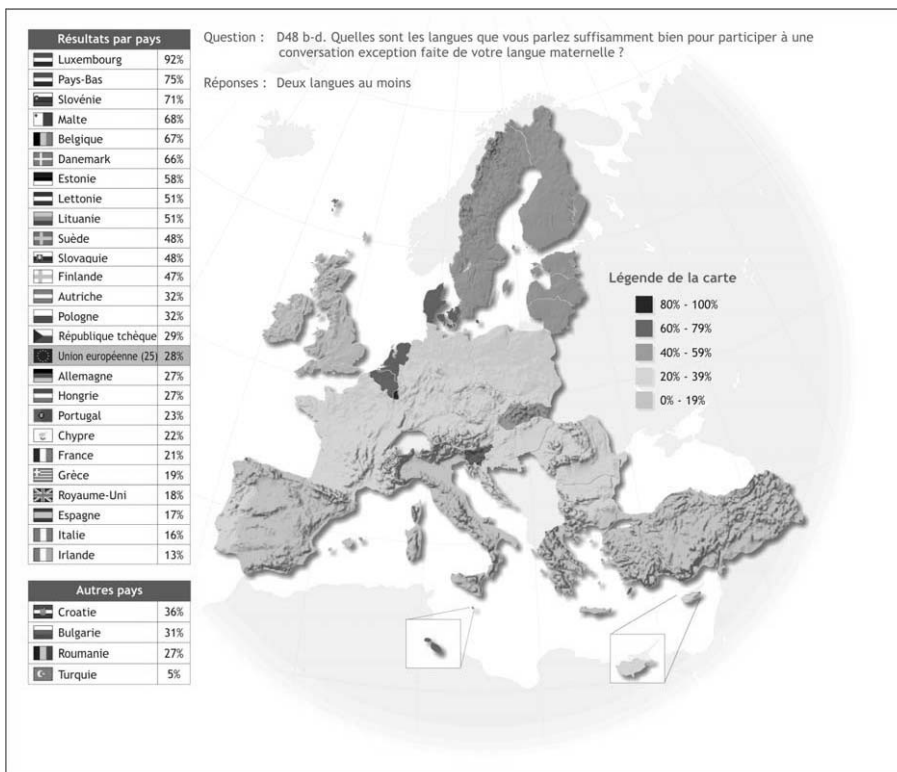 Résultats par pays
Luxembourg 92%
Pays-Bas 75%
Slovénie 71%
Malte 68%
Belgique 67%
Danemark 66%
Estonie 58%
Lettonie 51%
Lituanie 51%
Suède 48%
Slovaquie 48%
Finlande 47%
Autriche 32%
Pologne 32%
République tchèque 29%
Union européenne (25) 28%
Allemagne 27%
Hongrie 27%
Portugal 23%
Chypre 22%
France 21%
Grèce 19%
Royaume-Uni 18%
Espagne 17%
Italie 16%
Irlande 13%
Autres pays
Croatie 36%
Bulgarie 31%
Roumanie 27%
Turquie 5%
Question : D48 b-d. Quelles sont les langues que vous parlez suffisamment bien pour participer à une
conversation exception faite de votre langue maternelle ?
Réponses : Deux langues au moins
Légende de la carte
80% - 100%
60% - 79%
40% - 59%
20% - 39%
0% - 19%